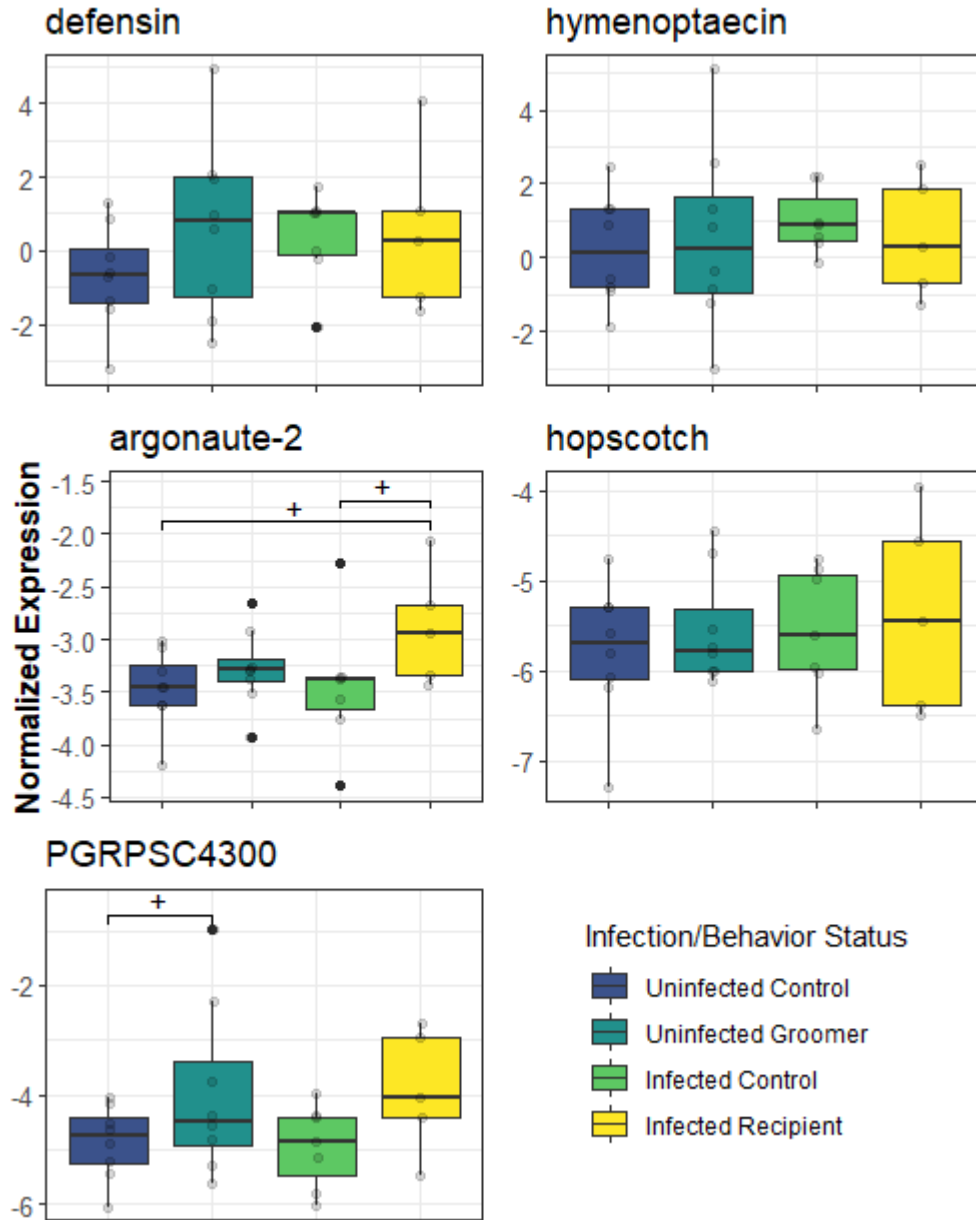 defensin
4
2
0
-2
hymenoptaecin
4
2
0
-2
argonaute-2
Normalized Expression
-1.5
-2.0
-2.5
-3.0
-3.5
-4.0
-4.5
+
+
hopscotch
-4
-5
-6
-7
PGRPSC4300
-2
-4
-6
+
Infection/Behavior Status
Uninfected Control
Uninfected Groomer
Infected Control
Infected Recipient